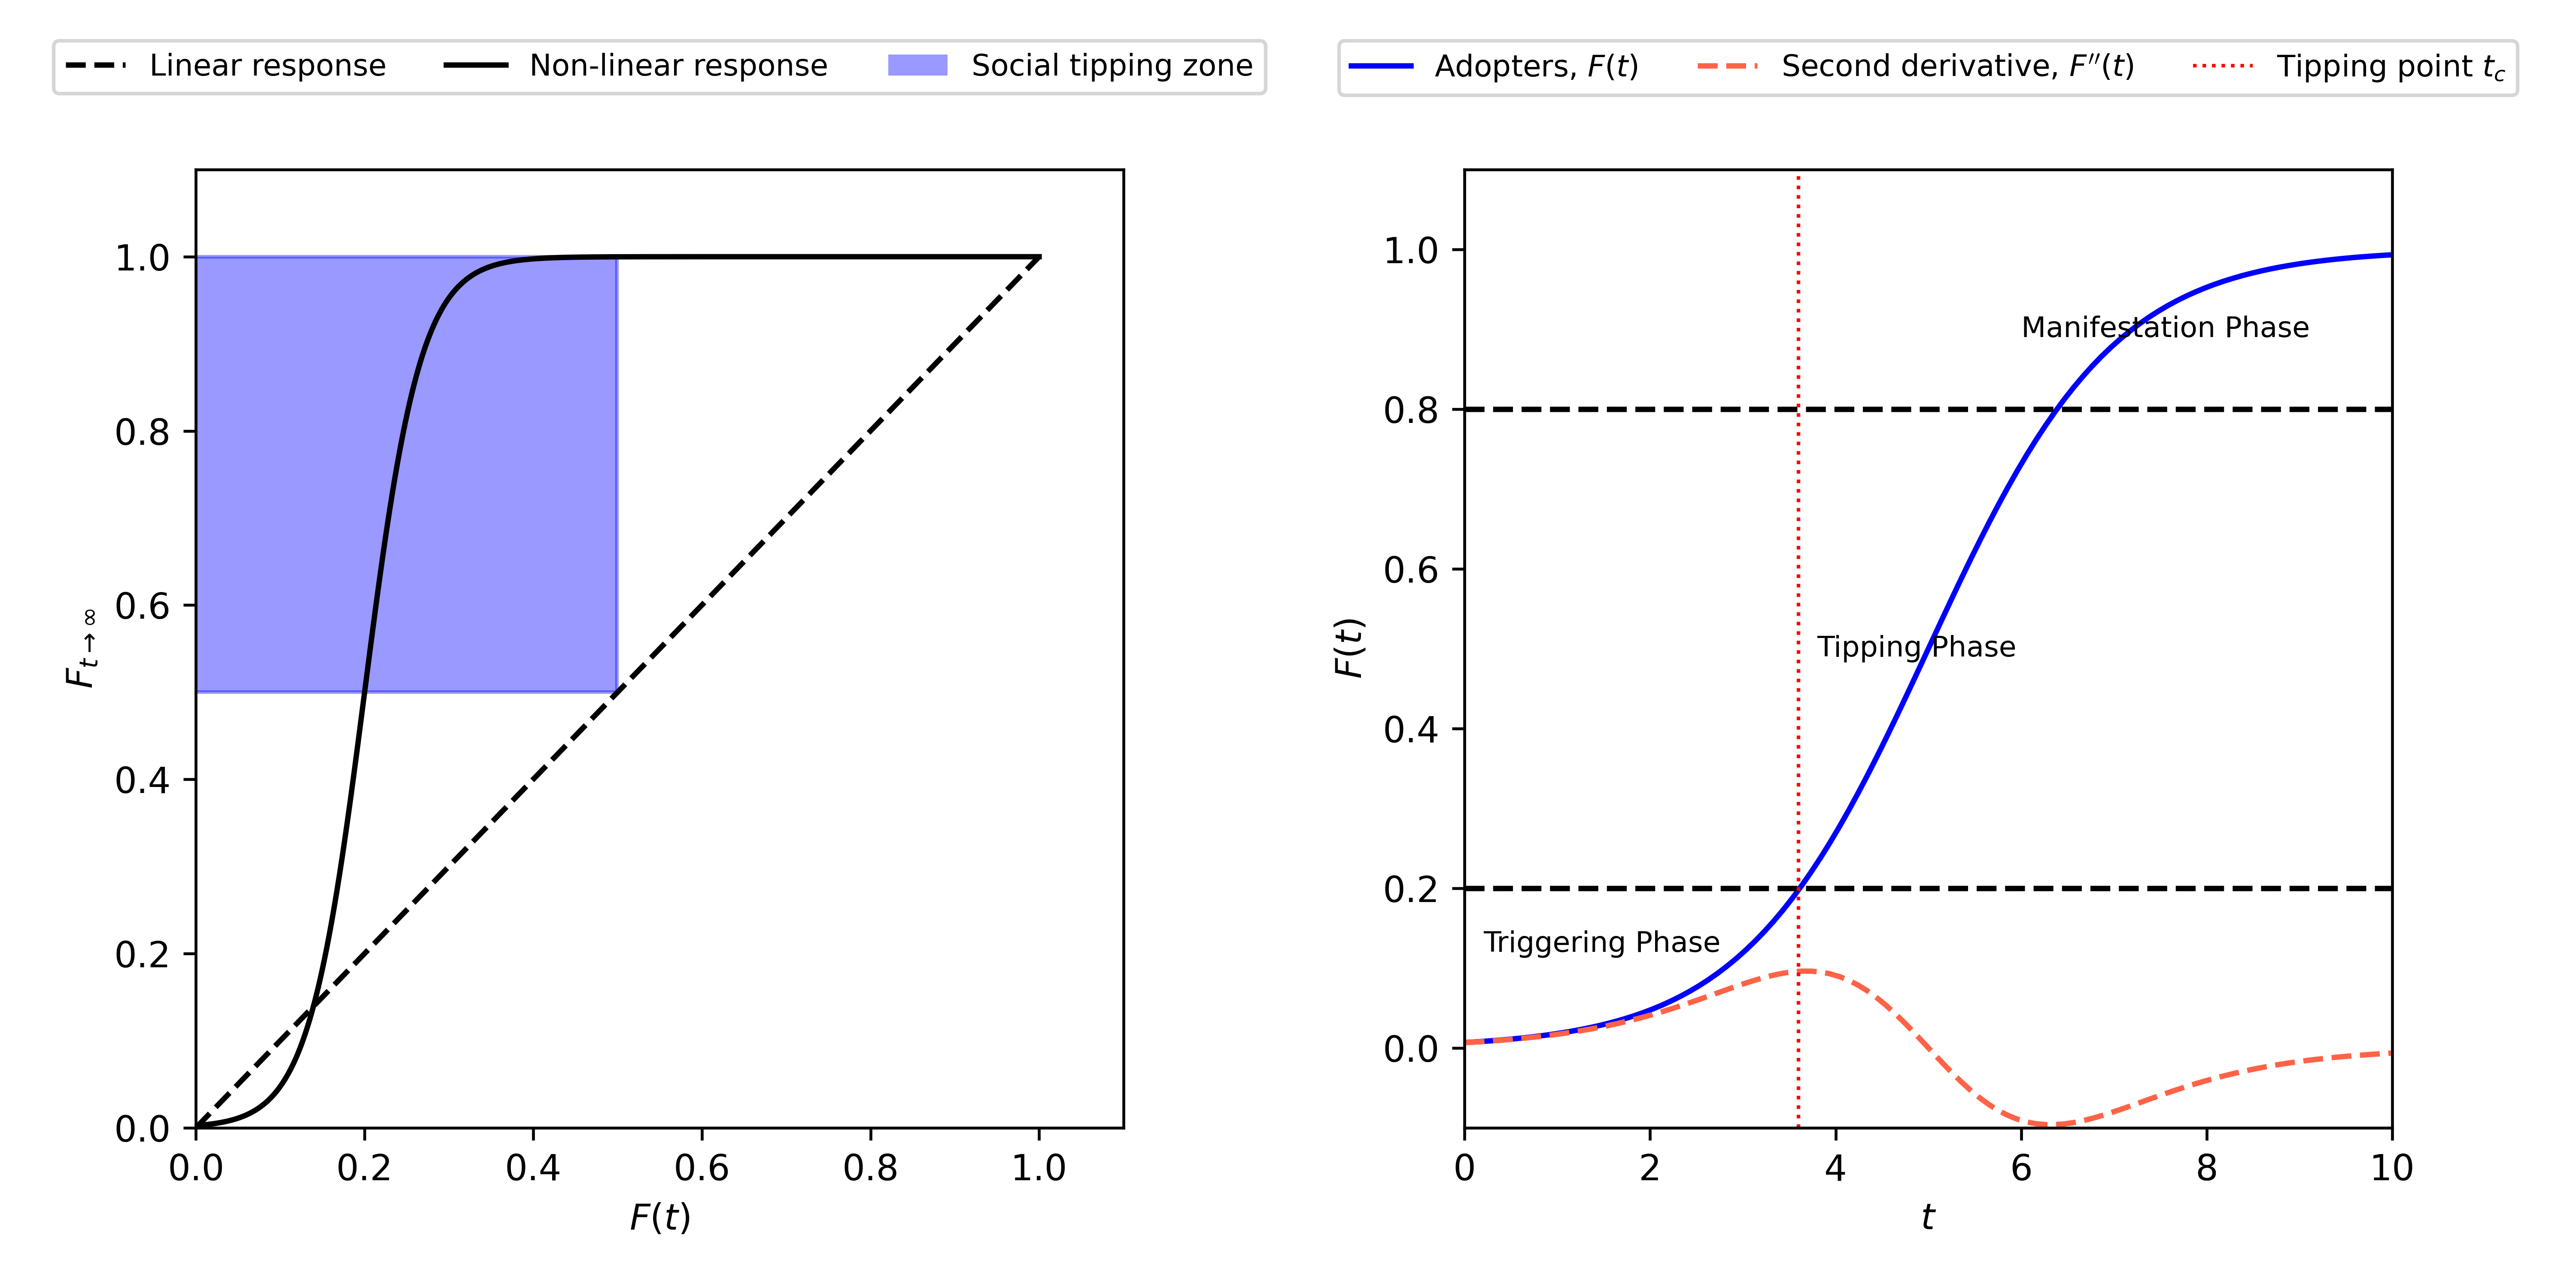 Linear response
Non-linear response
Social tipping zone
1.0
0.8
0.6
0.4
0.2
0.0
F_{t→∞}
0.0 0.2 0.4 0.6 0.8 1.0
F(t)
Adopters, F(t)
Second derivative, F″(t)
Tipping point t_c
1.0
0.8
0.6
0.4
0.2
0.0
F(t)
Manifestation Phase
Tipping Phase
Triggering Phase
0 2 4 6 8 10
t